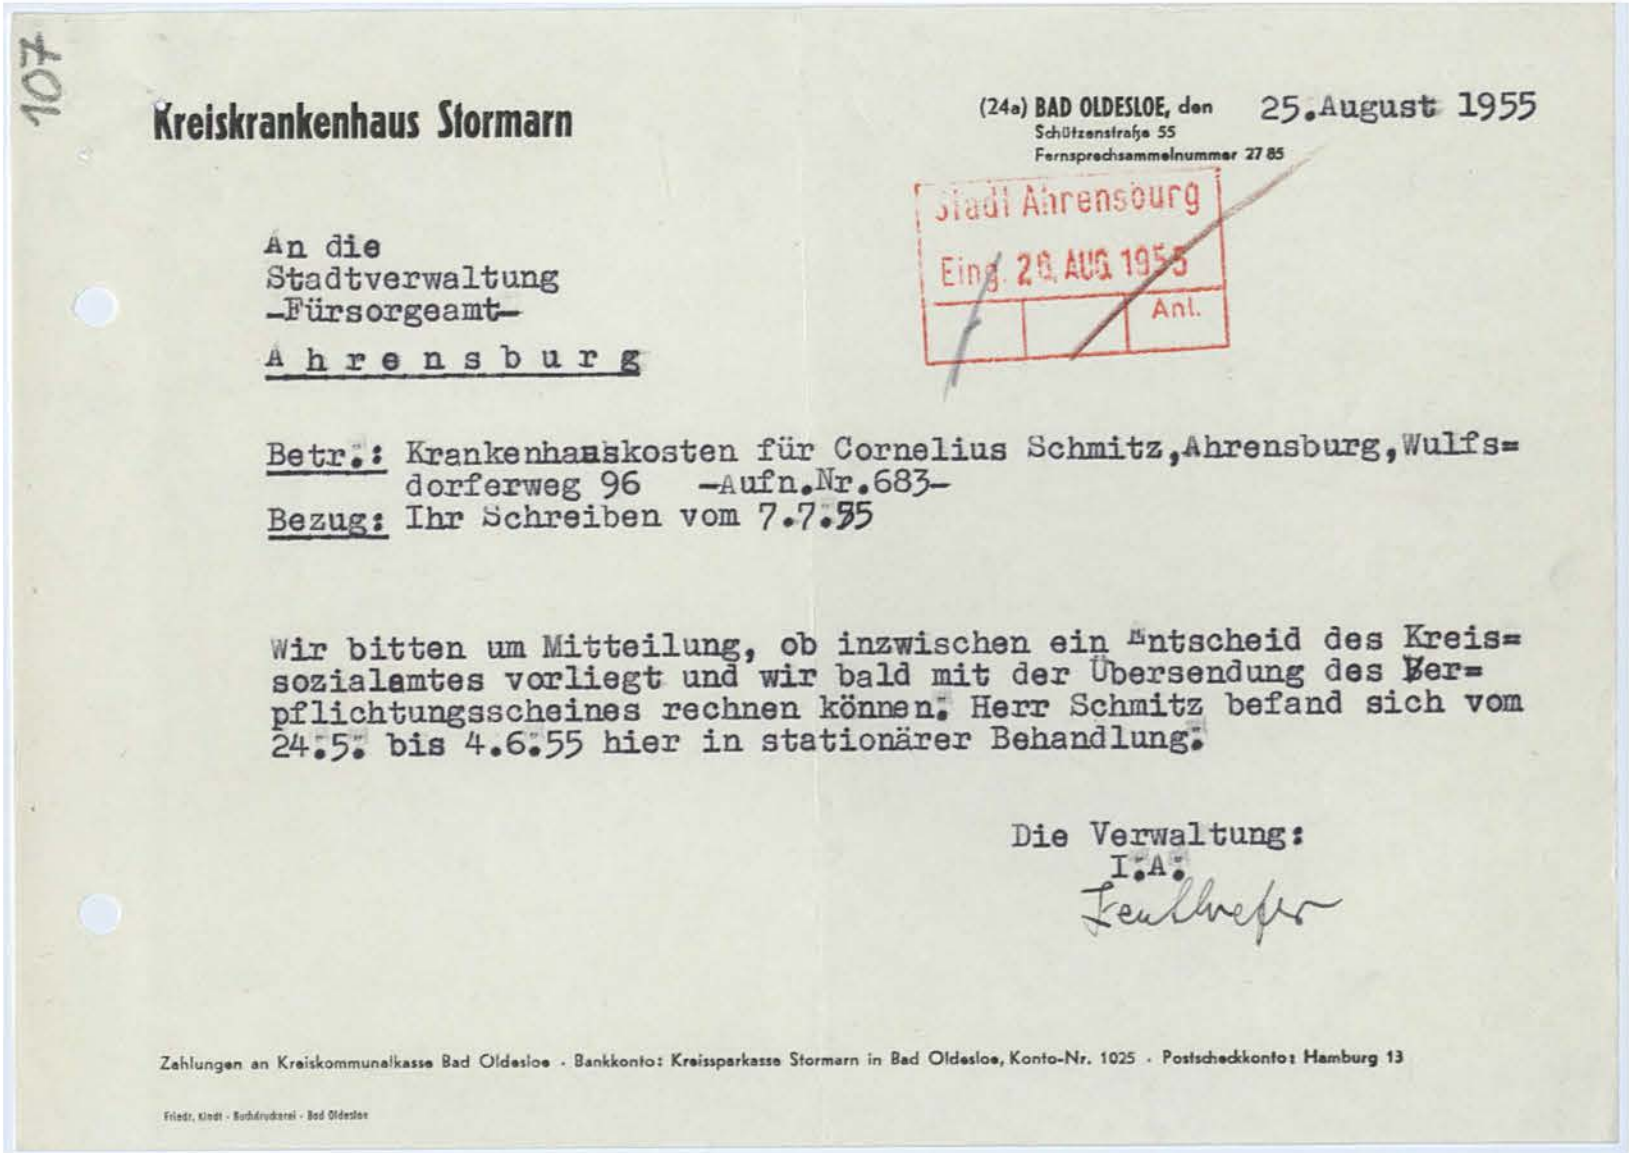 107
Kreiskrankenhaus Stormarn
(24a) BAD OLDESLOE, den 25.August 1955
Schützenstraße 55
Fernsprechsammelnummer 27 85
Stadt Ahrensburg
Eing. AUG. 1955
Anl.
An die
Stadtverwaltung
-Fürsorgeamt-
A h r e n s b u r g
Betr.: Krankenhauskosten für Cornelius Schmitz,Ahrensburg,Wulfs=
dorferweg 96 -Aufn.Nr.683-
Bezug: Ihr Schreiben vom 7.7.55
Wir bitten um Mitteilung, ob inzwischen ein Entscheid des Kreis=
sozialamtes vorliegt und wir bald mit der Übersendung des Ver=
pflichtungsscheines rechnen können. Herr Schmitz befand sich vom
24.5. bis 4.6.55 hier in stationärer Behandlung.
Die Verwaltung:
I.A.
Zahlungen an Kreiskommunalkasse Bad Oldesloe · Bankkonto: Kreissparkasse Stormarn in Bad Oldesloe, Konto-Nr. 1025 · Postscheckkonto: Hamburg 13
Friedr. Kindt - Buchdruckerei - Bad Oldesloe